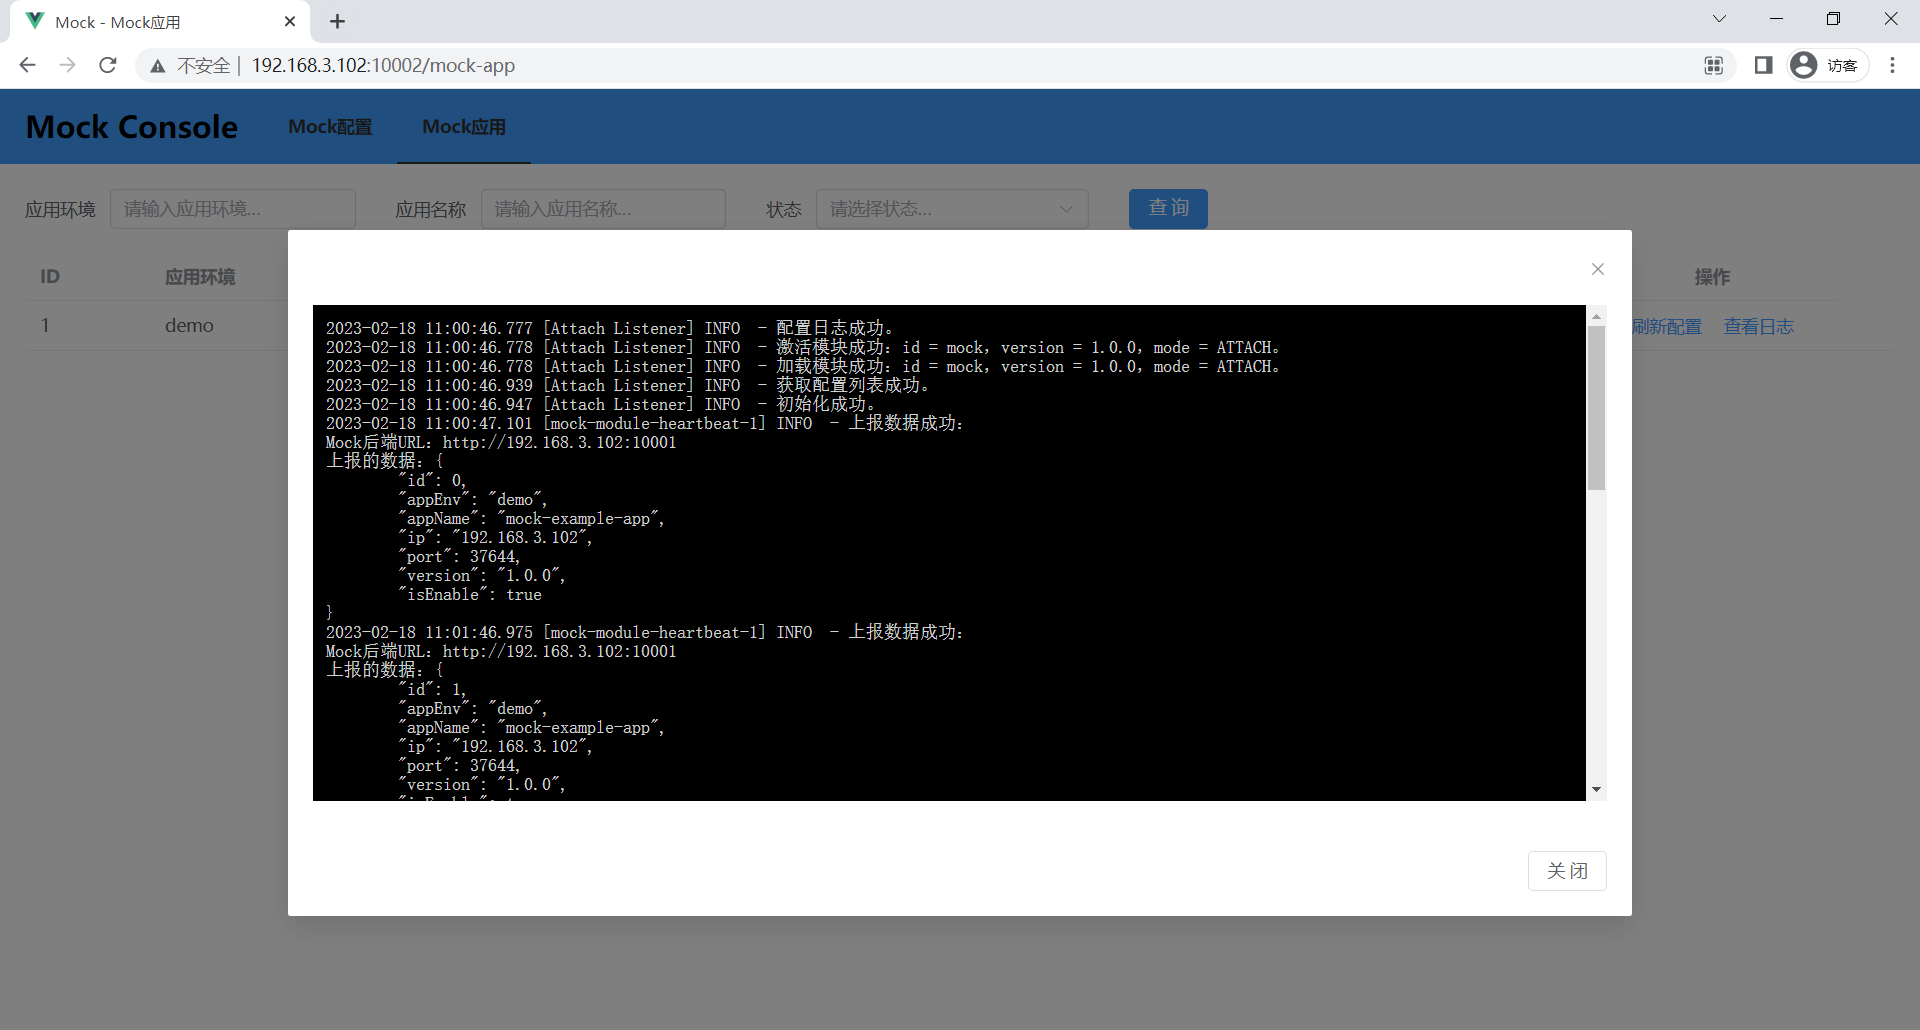 Mock - Mock应用
不安全 | 192.168.3.102:10002/mock-app
访客
Mock Console Mock配置 Mock应用
应用环境 请输入应用环境... 应用名称 请输入应用名称... 状态 请选择状态... 查 询
ID 应用环境 操作
1 demo 刷新配置 查看日志
2023-02-18 11:00:46.777 [Attach Listener] INFO  - 配置日志成功。
2023-02-18 11:00:46.778 [Attach Listener] INFO  - 激活模块成功：id = mock, version = 1.0.0, mode = ATTACH。
2023-02-18 11:00:46.778 [Attach Listener] INFO  - 加载模块成功：id = mock, version = 1.0.0, mode = ATTACH。
2023-02-18 11:00:46.939 [Attach Listener] INFO  - 获取配置列表成功。
2023-02-18 11:00:46.947 [Attach Listener] INFO  - 初始化成功。
2023-02-18 11:00:47.101 [mock-module-heartbeat-1] INFO  - 上报数据成功：
Mock后端URL：http://192.168.3.102:10001
上报的数据：{
"id": 0,
"appEnv": "demo",
"appName": "mock-example-app",
"ip": "192.168.3.102",
"port": 37644,
"version": "1.0.0",
"isEnable": true
}
2023-02-18 11:01:46.975 [mock-module-heartbeat-1] INFO  - 上报数据成功：
Mock后端URL：http://192.168.3.102:10001
上报的数据：{
"id": 1,
"appEnv": "demo",
"appName": "mock-example-app",
"ip": "192.168.3.102",
"port": 37644,
"version": "1.0.0",
关 闭